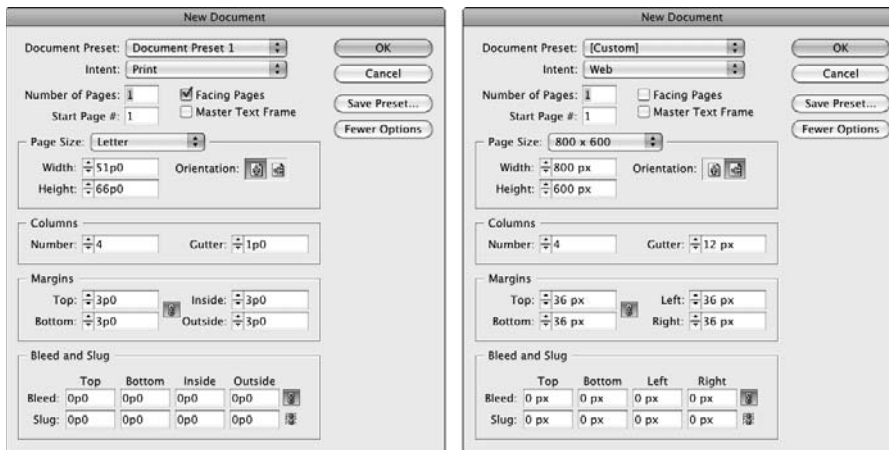 New Document
Document Preset: Document Preset 1
OK
Intent: Print
Cancel
Number of Pages: 1
Facing Pages
Save Preset...
Start Page #: 1
Master Text Frame
Fewer Options
Page Size: Letter
Width: 51p0
Orientation:
Height: 66p0
Columns
Number: 4
Gutter: 1p0
Margins
Top: 3p0
Inside: 3p0
Bottom: 3p0
Outside: 3p0
Bleed and Slug
Top Bottom Inside Outside
Bleed: 0p0 0p0 0p0 0p0
Slug: 0p0 0p0 0p0 0p0
New Document
Document Preset: [Custom]
OK
Intent: Web
Cancel
Number of Pages: 1
Facing Pages
Save Preset...
Start Page #: 1
Master Text Frame
Fewer Options
Page Size: 800 x 600
Width: 800 px
Orientation:
Height: 600 px
Columns
Number: 4
Gutter: 12 px
Margins
Top: 36 px
Left: 36 px
Bottom: 36 px
Right: 36 px
Bleed and Slug
Top Bottom Left Right
Bleed: 0 px 0 px 0 px 0 px
Slug: 0 px 0 px 0 px 0 px